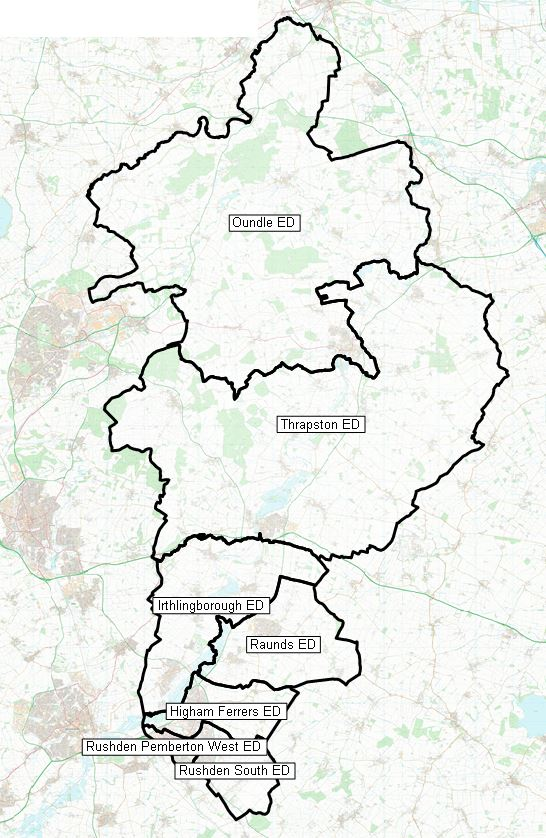 Oundle ED
Thrapston ED
Irthlingborough ED
Raunds ED
Higham Ferrers ED
Rushden Pemberton West ED
Rushden South ED